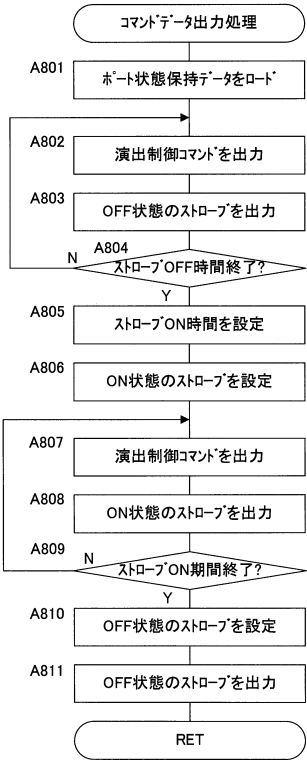 コマンドデータ出力処理
A801
ポート状態保持データをロード
A802
演出制御コマンドを出力
A803
OFF状態のストローブを出力
A804
N
ストローブOFF時間終了?
Y
A805
ストローブON時間を設定
A806
ON状態のストローブを設定
A807
演出制御コマンドを出力
A808
ON状態のストローブを出力
A809
N
ストローブON期間終了?
Y
A810
OFF状態のストローブを設定
A811
OFF状態のストローブを出力
RET